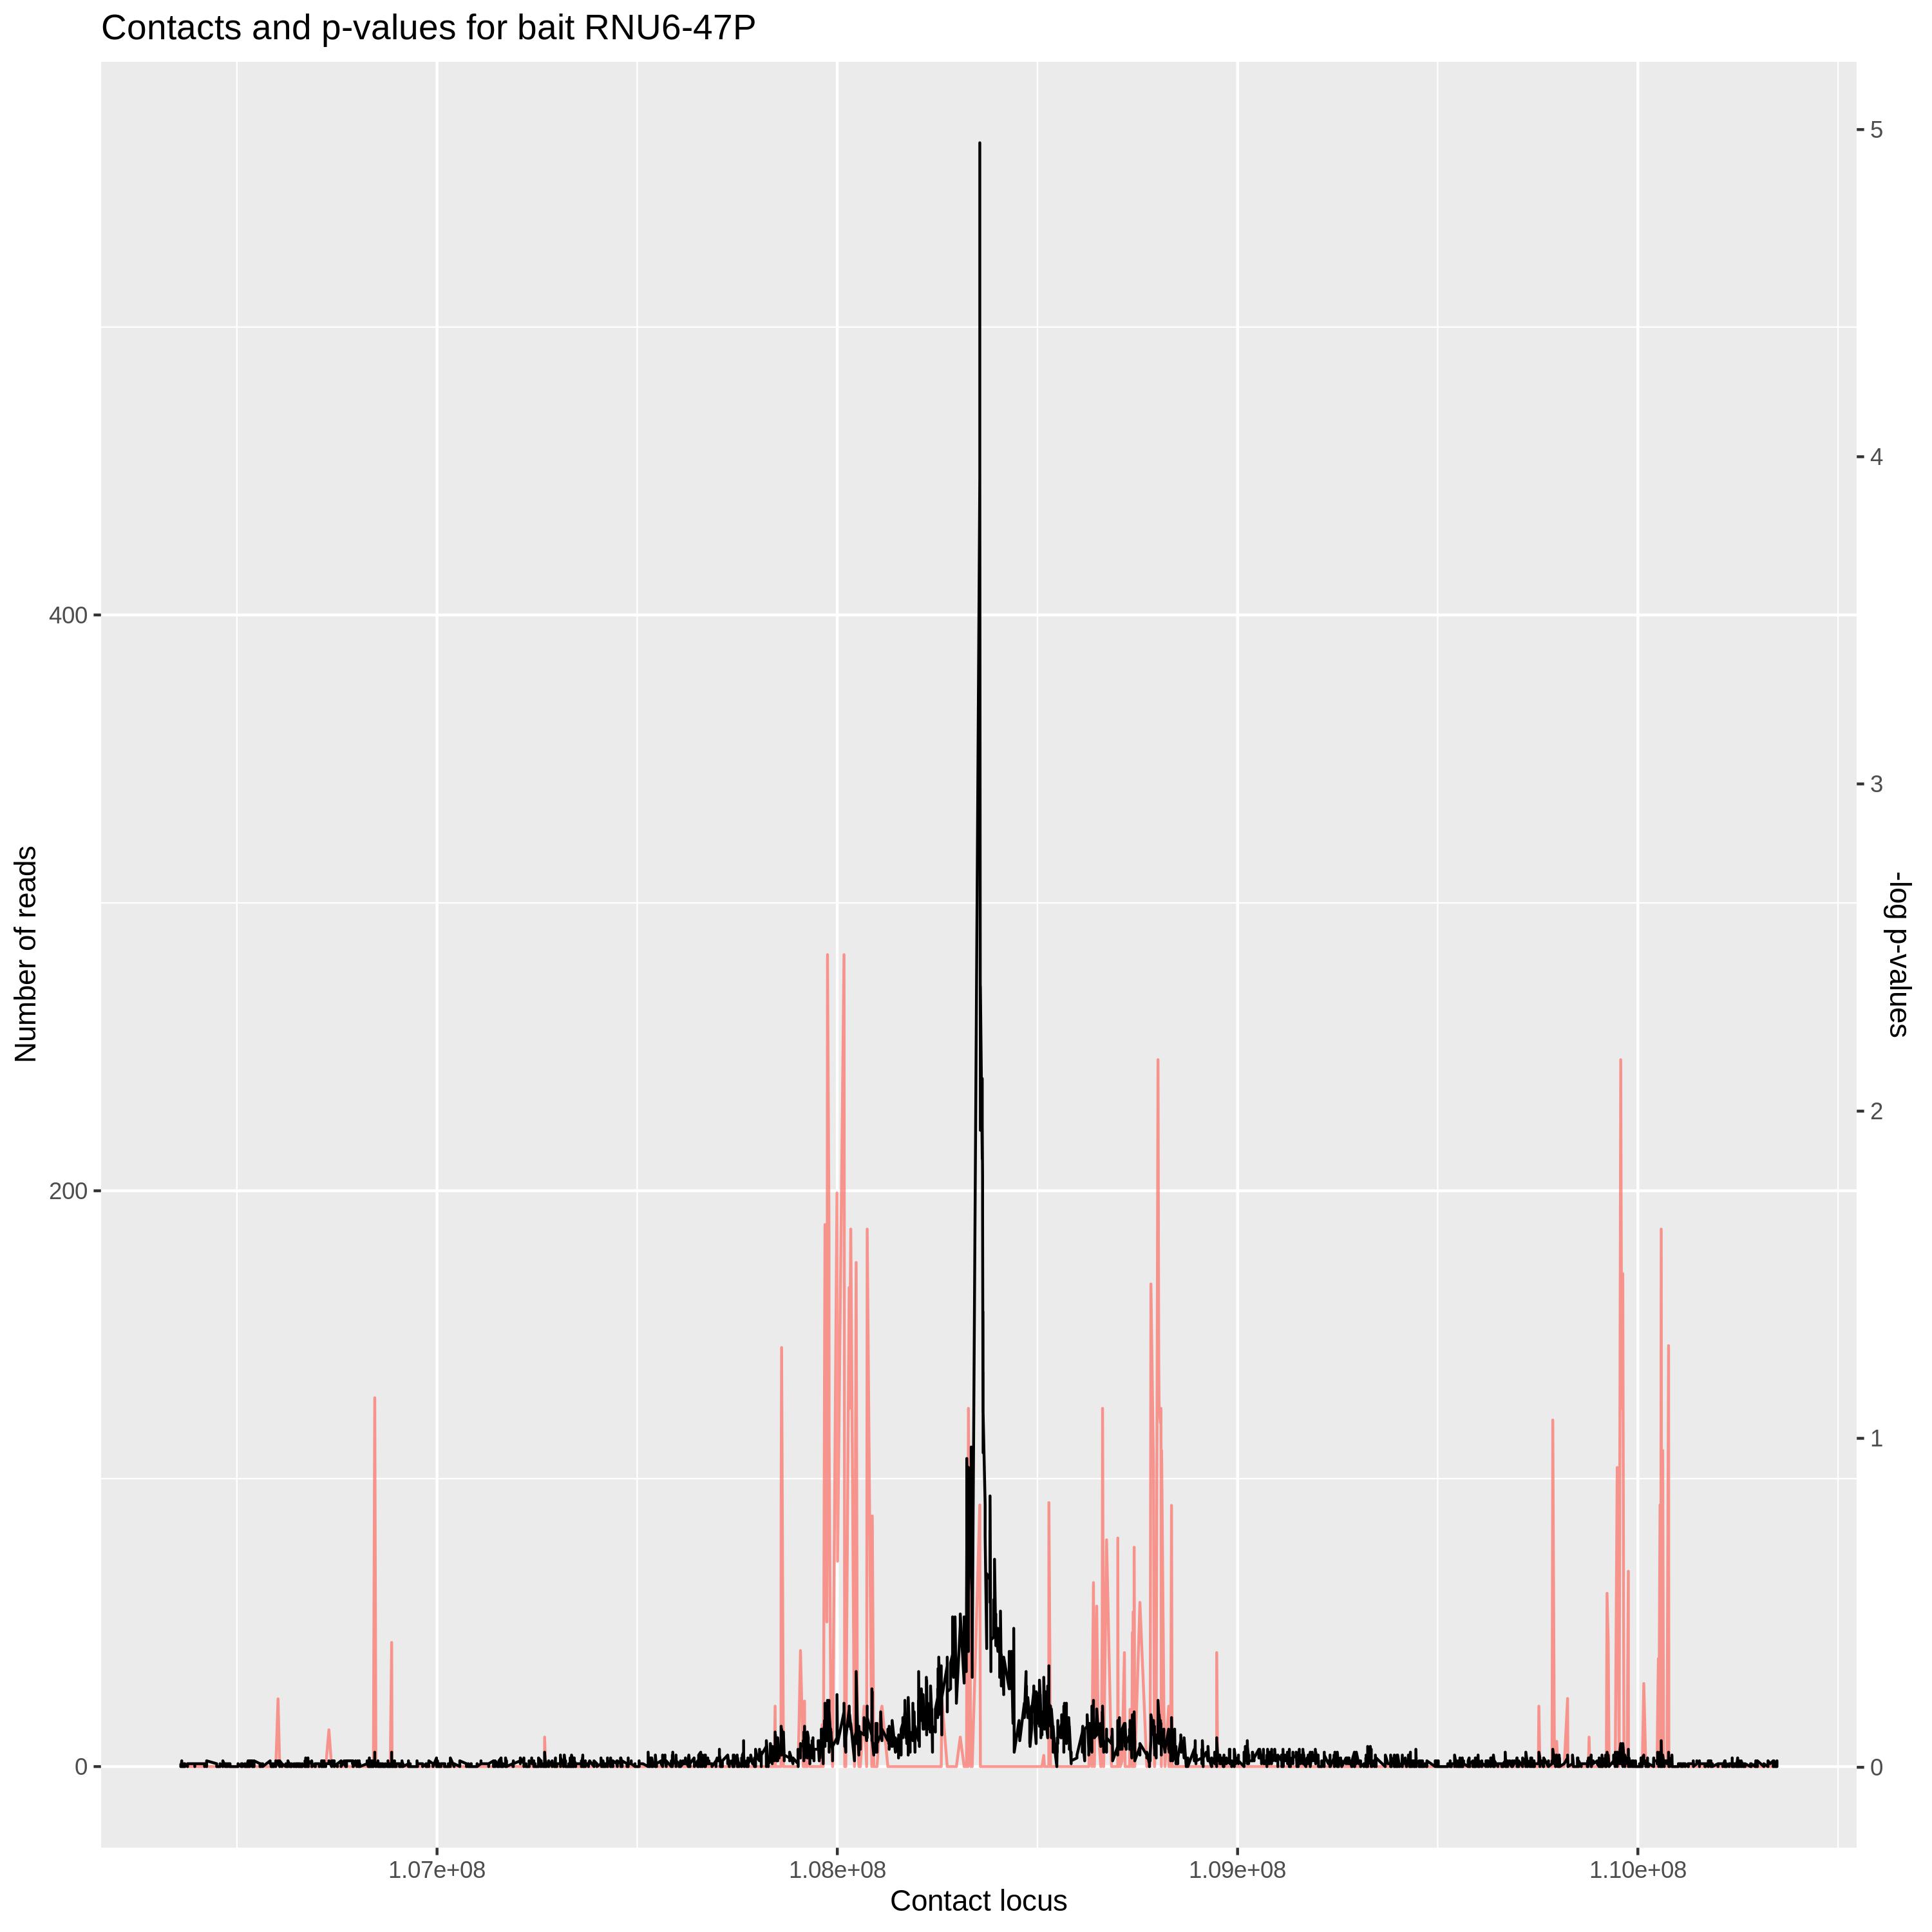 Contacts and p-values for bait RNU6-47P
Number of reads
400
200
0
5
4
3
2
1
0
-log p-values
1.07e+08
1.08e+08
1.09e+08
1.10e+08
Contact locus